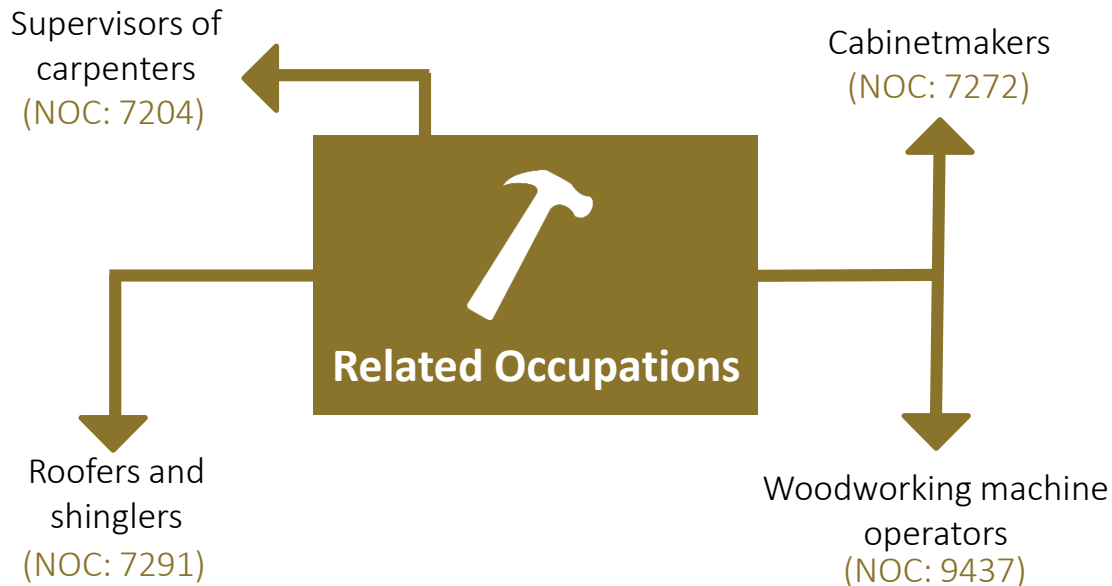 Supervisors of
carpenters
(NOC: 7204)
Cabinetmakers
(NOC: 7272)
Related Occupations
Roofers and
shinglers
(NOC: 7291)
Woodworking machine
operators
(NOC: 9437)